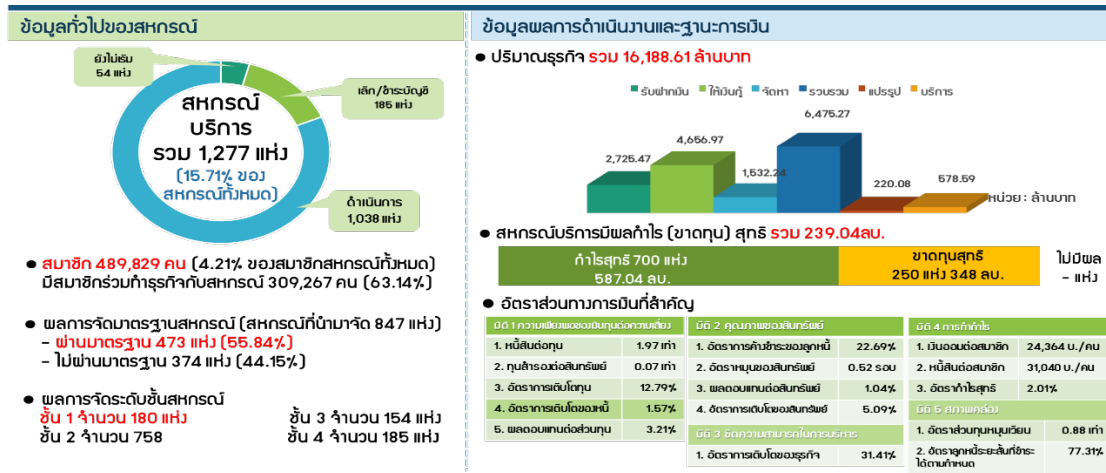 ข้อมูลทั่วไปของสหกรณ์
ยังไม่เริ่ม
54 แห่ง
เลิก/ชำระบัญชี
185 แห่ง
สหกรณ์
บริการ
รวม 1,277 แห่ง
(15.71% ของ
สหกรณ์ทั้งหมด)
ดำเนินการ
1,038 แห่ง
● สมาชิก 489,829 คน (4.21% ของสมาชิกสหกรณ์ทั้งหมด)
มีสมาชิกร่วมทำธุรกิจกับสหกรณ์ 309,267 คน (63.14%)
● ผลการจัดมาตรฐานสหกรณ์ (สหกรณ์ที่นำมาจัด 847 แห่ง)
- ผ่านมาตรฐาน 473 แห่ง (55.84%)
- ไม่ผ่านมาตรฐาน 374 แห่ง (44.15%)
● ผลการจัดระดับชั้นสหกรณ์
ชั้น 1 จำนวน 180 แห่ง ชั้น 3 จำนวน 154 แห่ง
ชั้น 2 จำนวน 758 ชั้น 4 จำนวน 185 แห่ง
ข้อมูลผลการดำเนินงานและฐานะการเงิน
● ปริมาณธุรกิจ รวม 16,188.61 ล้านบาท
รับฝากเงิน ให้เงินกู้ จัดหา รวบรวม แปรรูป บริการ
2,725.47
4,656.97
1,532.24
6,475.27
220.08
578.59
หน่วย : ล้านบาท
● สหกรณ์บริการมีผลกำไร (ขาดทุน) สุทธิ รวม 239.04ลบ.
กำไรสุทธิ 700 แห่ง
587.04 ลบ.
ขาดทุนสุทธิ
250 แห่ง 348 ลบ.
ไม่มีผล
- แห่ง
● อัตราส่วนทางการเงินที่สำคัญ
มิติ 1 ความเพียงพอของเงินทุนต่อความเสี่ยง
1. หนี้สินต่อทุน 1.97 เท่า
2. ทุนสำรองต่อสินทรัพย์ 0.07 เท่า
3. อัตราการเติบโตทุน 12.79%
4. อัตราการเติบโตของหนี้ 1.57%
5. ผลตอบแทนต่อส่วนทุน 3.21%
มิติ 2 คุณภาพของสินทรัพย์
1. อัตราการค้างชำระของลูกหนี้ 22.69%
2. อัตราหมุนของสินทรัพย์ 0.52 รอบ
3. ผลตอบแทนต่อสินทรัพย์ 1.04%
4. อัตราการเติบโตของสินทรัพย์ 5.09%
มิติ 3 ขีดความสามารถในการบริหาร
1. อัตราการเติบโตของธุรกิจ 31.41%
มิติ 4 การทำกำไร
1. เงินออมต่อสมาชิก 24,364 บ./คน
2. หนี้สินต่อสมาชิก 31,040 บ./คน
3. อัตรากำไรสุทธิ 2.01%
มิติ 5 สภาพคล่อง
1. อัตราส่วนทุนหมุนเวียน 0.88 เท่า
2. อัตราลูกหนี้ระยะสั้นที่ชำระ 77.31%
ได้ตามกำหนด